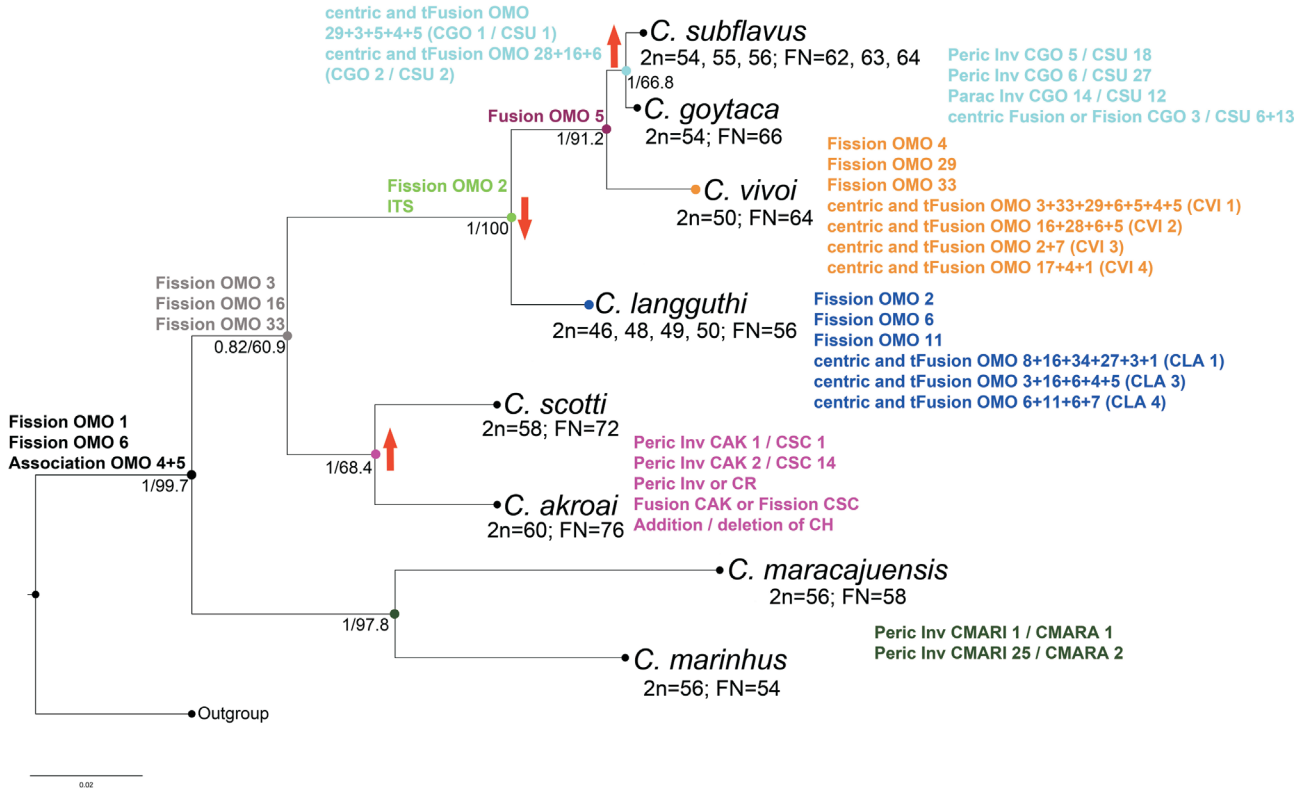 centric and tFusion OMO
29+3+5+4+5 (CGO 1 / CSU 1)
centric and tFusion OMO 28+16+6
(CGO 2 / CSU 2)
C. subflavus
2n=54, 55, 56; FN=62, 63, 64
1/66.8
C. goytaca
2n=54; FN=66
Peric Inv CGO 5 / CSU 18
Peric Inv CGO 6 / CSU 27
Parac Inv CGO 14 / CSU 12
centric Fusion or Fision CGO 3 / CSU 6+13
Fusion OMO 5
1/91.2
C. vivoi
2n=50; FN=64
Fission OMO 4
Fission OMO 29
Fission OMO 33
centric and tFusion OMO 3+33+29+6+5+4+5 (CVI 1)
centric and tFusion OMO 16+28+6+5 (CVI 2)
centric and tFusion OMO 2+7 (CVI 3)
centric and tFusion OMO 17+4+1 (CVI 4)
Fission OMO 2
ITS
1/100
C. langguthi
2n=46, 48, 49, 50; FN=56
Fission OMO 2
Fission OMO 6
Fission OMO 11
centric and tFusion OMO 8+16+34+27+3+1 (CLA 1)
centric and tFusion OMO 3+16+6+4+5 (CLA 3)
centric and tFusion OMO 6+11+6+7 (CLA 4)
Fission OMO 3
Fission OMO 16
Fission OMO 33
0.82/60.9
C. scotti
2n=58; FN=72
1/68.4
C. akroai
2n=60; FN=76
Peric Inv CAK 1 / CSC 1
Peric Inv CAK 2 / CSC 14
Peric Inv or CR
Fusion CAK or Fission CSC
Addition / deletion of CH
Fission OMO 1
Fission OMO 6
Association OMO 4+5
1/99.7
C. maracajuensis
2n=56; FN=58
1/97.8
C. marinhus
2n=56; FN=54
Peric Inv CMARI 1 / CMARA 1
Peric Inv CMARI 25 / CMARA 2
Outgroup
0.02